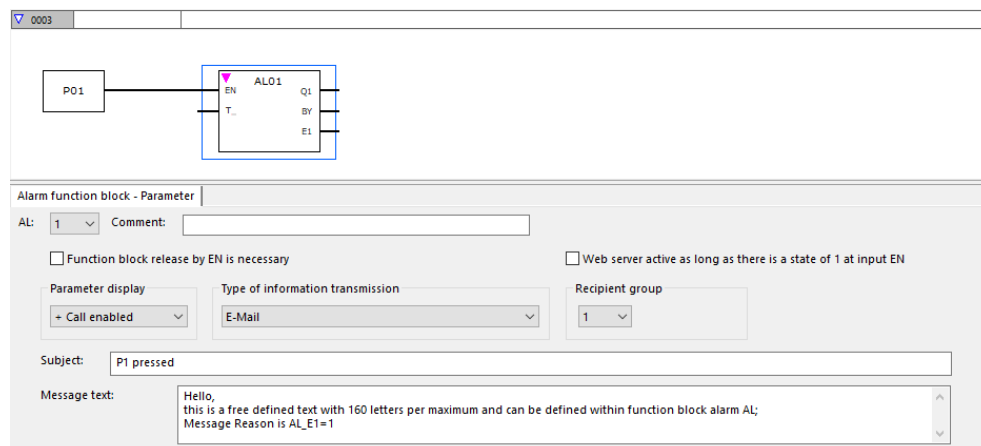 0003
P01
AL01
EN
Q1
T_
BY
E1
Alarm function block - Parameter
AL: 1 Comment:
Function block release by EN is necessary
Web server active as long as there is a state of 1 at input EN
Parameter display
Type of information transmission
Recipient group
+ Call enabled
E-Mail
1
Subject: P1 pressed
Message text: Hello,
this is a free defined text with 160 letters per maximum and can be defined within function block alarm AL;
Message Reason is AL_E1=1